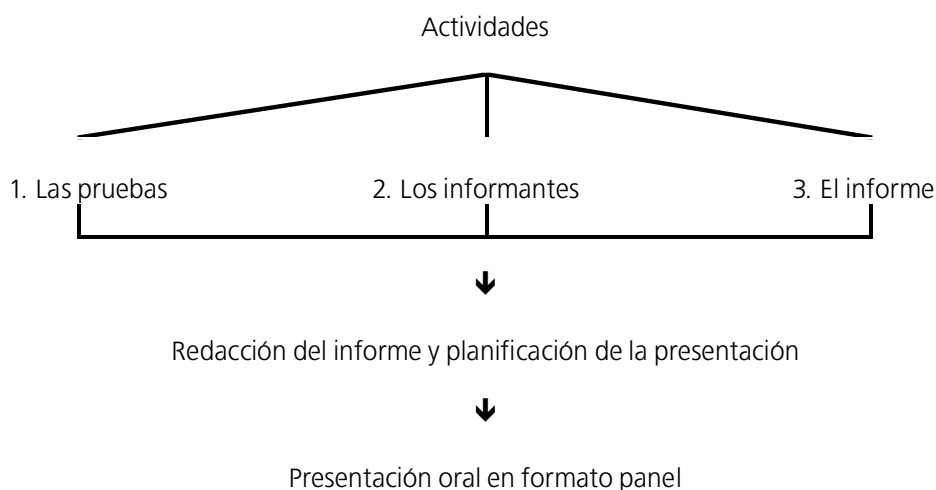 Actividades
1. Las pruebas 2. Los informantes 3. El informe
Redacción del informe y planificación de la presentación
Presentación oral en formato panel